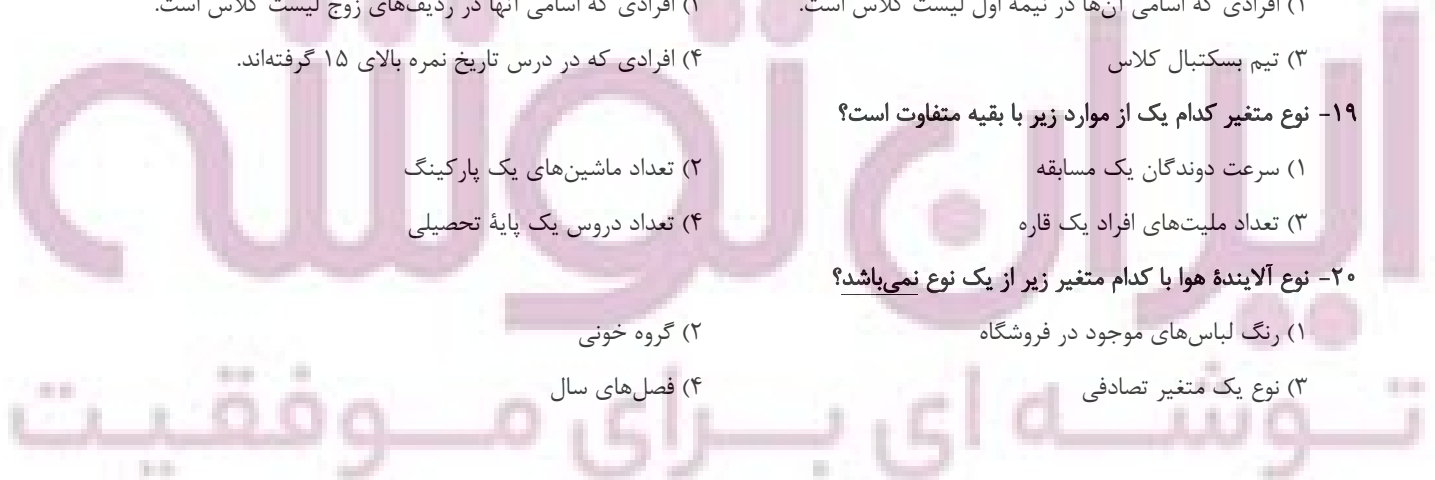 ۱) افرادی که اسامی آن‌ها در نیمه اول لیست کلاس است. ۲) افرادی که اسامی آنها در ردیف‌های زوج لیست کلاس است.
۳) تیم بسکتبال کلاس ۴) افرادی که در درس تاریخ نمره بالای ۱۵ گرفته‌اند.
۱۹- نوع متغیر کدام یک از موارد زیر با بقیه متفاوت است؟
۱) سرعت دوندگان یک مسابقه ۲) تعداد ماشین‌های یک پارکینگ
۳) تعداد ملیت‌های افراد یک قاره ۴) تعداد دروس یک پایۀ تحصیلی
۲۰- نوع آلایندۀ هوا با کدام متغیر زیر از یک نوع نمی‌باشد؟
۱) رنگ لباس‌های موجود در فروشگاه ۲) گروه خونی
۳) نوع یک متغیر تصادفی ۴) فصل‌های سال
ایران توشه
توشه ای برای موفقیت